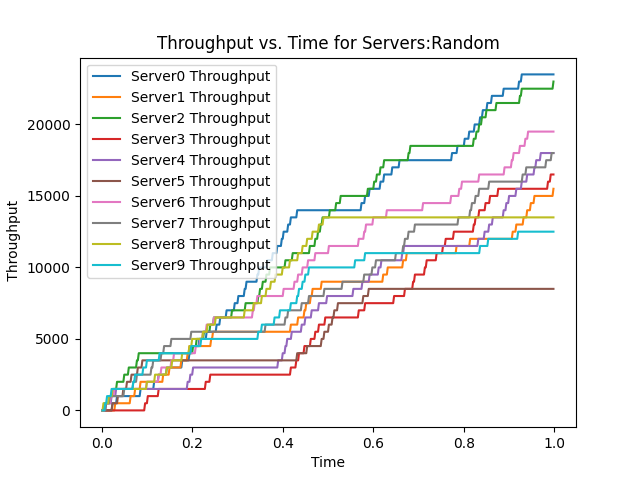 Throughput vs. Time for Servers:Random
Server0 Throughput
Server1 Throughput
Server2 Throughput
Server3 Throughput
Server4 Throughput
Server5 Throughput
Server6 Throughput
Server7 Throughput
Server8 Throughput
Server9 Throughput
Throughput
20000
15000
10000
5000
0
0.0 0.2 0.4 0.6 0.8 1.0
Time